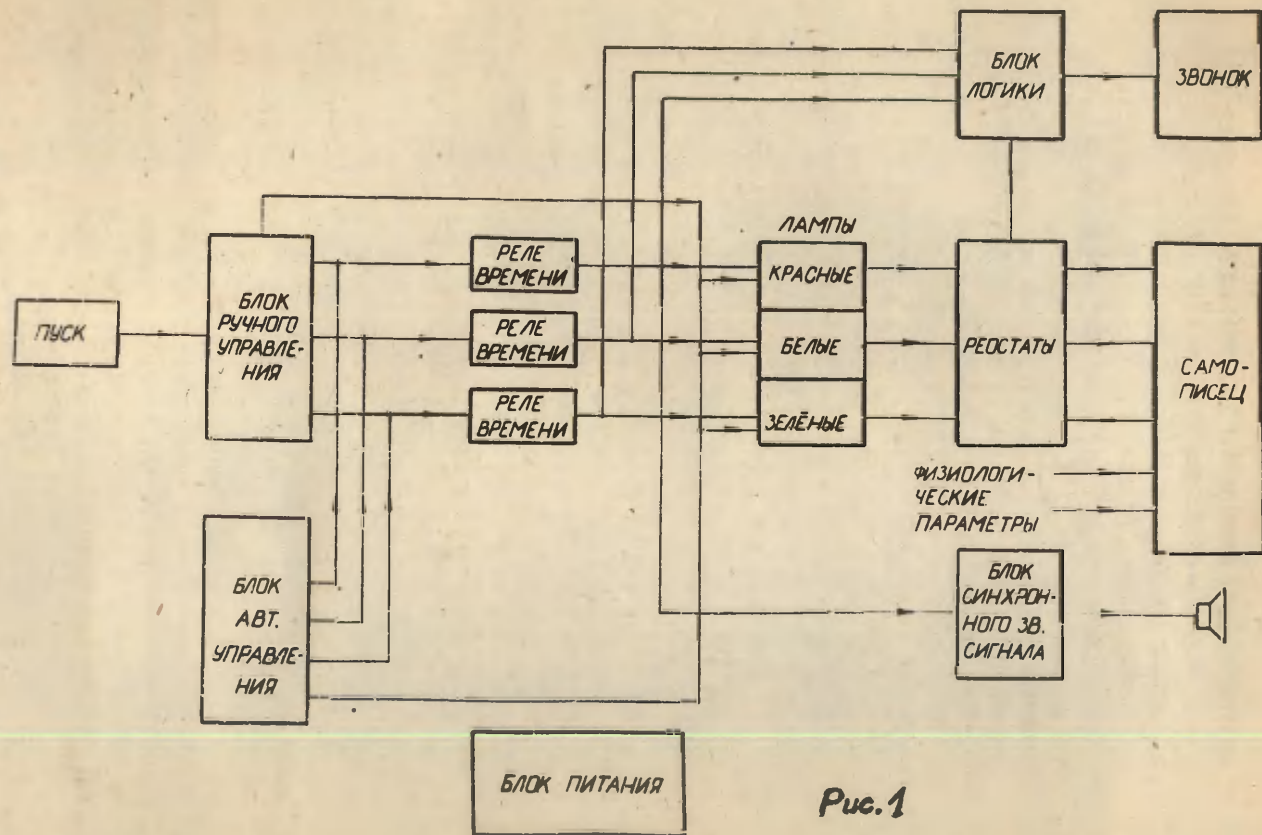 БЛОК
ЛОГИКИ
ЗВОНОК
ЛАМПЫ
ПУСК
БЛОК
РУЧНОГО
УПРАВЛЕ-
НИЯ
РЕЛЕ
ВРЕМЕНИ
РЕЛЕ
ВРЕМЕНИ
РЕЛЕ
ВРЕМЕНИ
КРАСНЫЕ
БЕЛЫЕ
ЗЕЛЁНЫЕ
РЕОСТАТЫ
САМО-
ПИСЕЦ
ФИЗИОЛОГИ-
ЧЕСКИЕ
ПАРАМЕТРЫ
БЛОК
АВТ.
УПРАВЛЕ-
НИЯ
БЛОК
СИНХРОН-
НОГО ЗВ.
СИГНАЛА
БЛОК ПИТАНИЯ
Рис.1